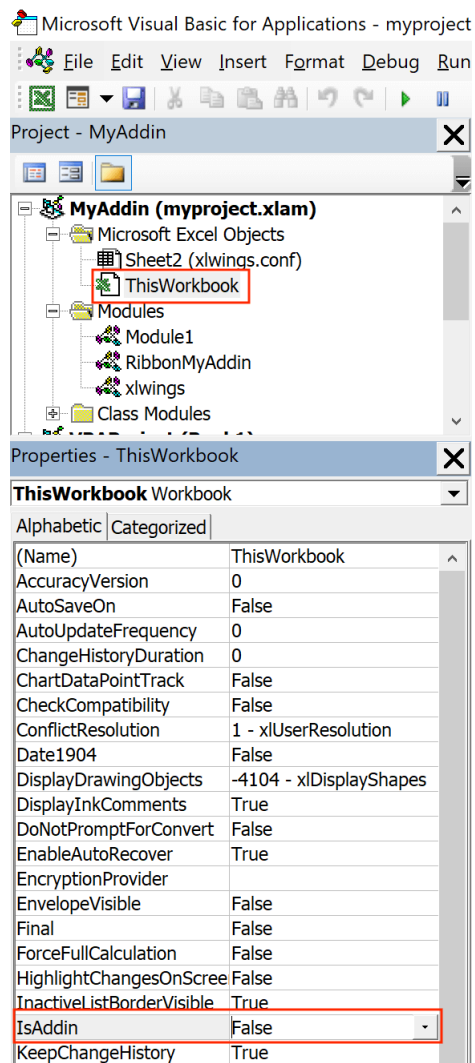 Microsoft Visual Basic for Applications - myproject
File Edit View Insert Format Debug Run
Project - MyAddin
MyAddin (myproject.xlam)
Microsoft Excel Objects
Sheet2 (xlwings.conf)
ThisWorkbook
Modules
Module1
RibbonMyAddin
xlwings
Class Modules
Properties - ThisWorkbook
ThisWorkbook Workbook
Alphabetic Categorized
(Name) ThisWorkbook
AccuracyVersion 0
AutoSaveOn False
AutoUpdateFrequency 0
ChangeHistoryDuration 0
ChartDataPointTrack False
CheckCompatibility False
ConflictResolution 1 - xlUserResolution
Date1904 False
DisplayDrawingObjects -4104 - xlDisplayShapes
DisplayInkComments True
DoNotPromptForConvert False
EnableAutoRecover True
EncryptionProvider
EnvelopeVisible False
Final False
ForceFullCalculation False
HighlightChangesOnScree False
InactiveListBorderVisible True
IsAddin False
KeepChangeHistory True